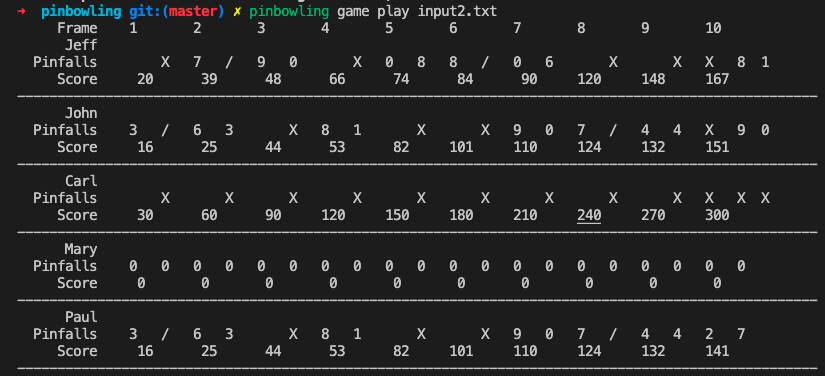 ➜  pinbowling git:(master) ✗ pinbowling game play input2.txt
Frame 1 2 3 4 5 6 7 8 9 10
Jeff
Pinfalls X 7 / 9 0 X 0 8 8 / 0 6 X X X 8 1
Score 20 39 48 66 74 84 90 120 148 167
John
Pinfalls 3 / 6 3 X 8 1 X X 9 0 7 / 4 4 X 9 0
Score 16 25 44 53 82 101 110 124 132 151
Carl
Pinfalls X X X X X X X X X X X X
Score 30 60 90 120 150 180 210 240 270 300
Mary
Pinfalls 0 0 0 0 0 0 0 0 0 0 0 0 0 0 0 0 0 0 0 0
Score 0 0 0 0 0 0 0 0 0 0
Paul
Pinfalls 3 / 6 3 X 8 1 X X 9 0 7 / 4 4 2 7
Score 16 25 44 53 82 101 110 124 132 141